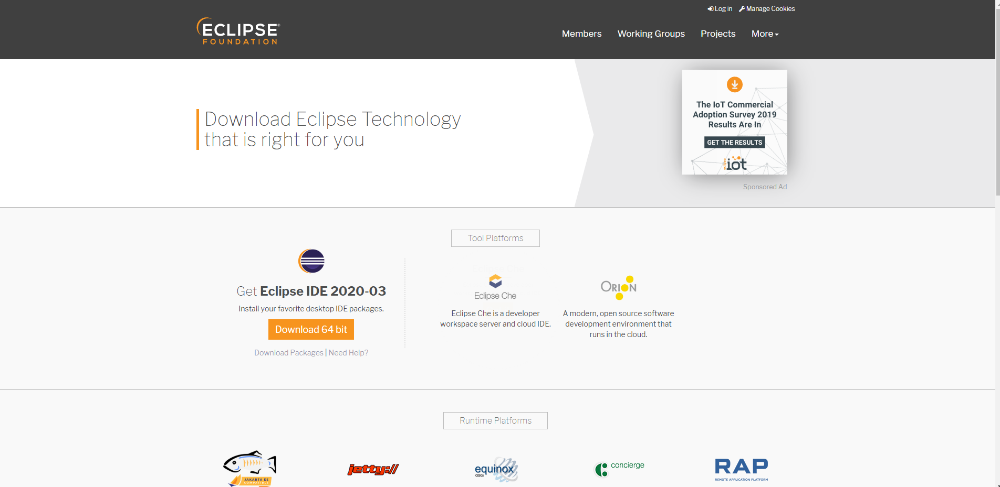 Log in
Manage Cookies
ECLIPSE®
FOUNDATION
Members
Working Groups
Projects
More
Download Eclipse Technology
that is right for you
The IoT Commercial
Adoption Survey 2019
Results Are In
GET THE RESULTS
eclipse
iot
Sponsored Ad
Tool Platforms
Get Eclipse IDE 2020-03
Install your favorite desktop IDE packages.
Download 64 bit
Download Packages | Need Help?
Eclipse Che
Eclipse Che is a developer
workspace server and cloud IDE.
ORION
A modern, open source software
development environment that
runs in the cloud.
Runtime Platforms
JAKARTA EE
COMPATIBLE
jetty://
equinox
OSGi
concierge
RAP
REMOTE APPLICATION PLATFORM